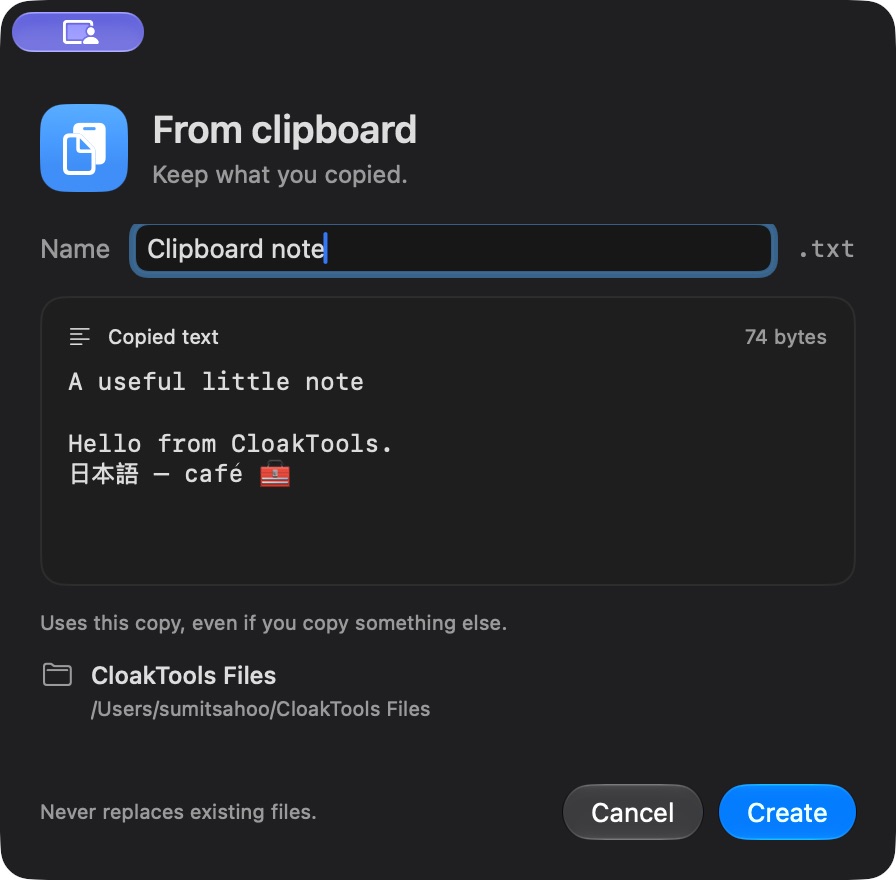 From clipboard
Keep what you copied.
Name Clipboard note .txt
Copied text 74 bytes
A useful little note
Hello from CloakTools.
日本語 — café 🧰
Uses this copy, even if you copy something else.
CloakTools Files
/Users/sumitsahoo/CloakTools Files
Never replaces existing files. Cancel Create